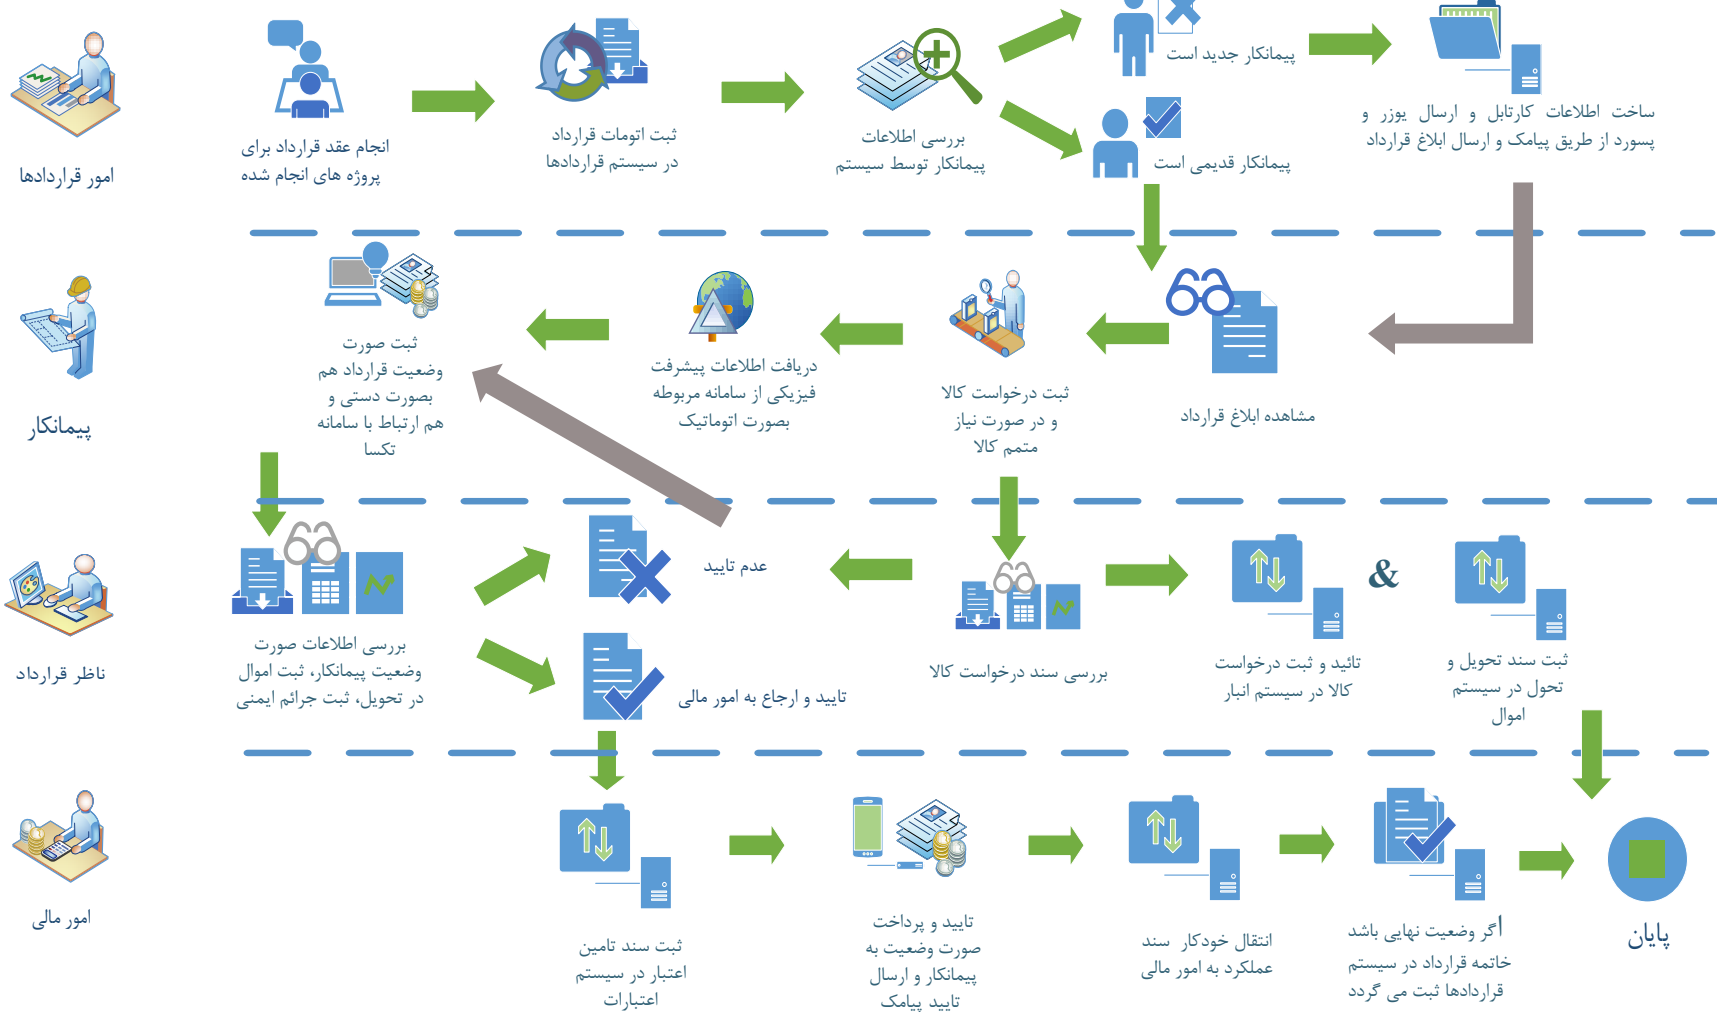 امور قراردادها
انجام عقد قرارداد برای
پروژه های انجام شده
ثبت اتومات قرارداد
در سیستم قراردادها
بررسی اطلاعات
پیمانکار توسط سیستم
پیمانکار جدید است
پیمانکار قدیمی است
ساخت اطلاعات کارتابل و ارسال یوزر و
پسورد از طریق پیامک و ارسال ابلاغ قرارداد
پیمانکار
مشاهده ابلاغ قرارداد
ثبت درخواست کالا
و در صورت نیاز
متمم کالا
دریافت اطلاعات پیشرفت
فیزیکی از سامانه مربوطه
بصورت اتوماتیک
ثبت صورت
وضعیت قرارداد هم
بصورت دستی و
هم ارتباط با سامانه
تکسا
ناظر قرارداد
بررسی اطلاعات صورت
وضعیت پیمانکار، ثبت اموال
در تحویل، ثبت جرائم ایمنی
عدم تایید
تایید و ارجاع به امور مالی
بررسی سند درخواست کالا
تائید و ثبت درخواست
کالا در سیستم انبار
&
ثبت سند تحویل و
تحول در سیستم
اموال
امور مالی
ثبت سند تامین
اعتبار در سیستم
اعتبارات
تایید و پرداخت
صورت وضعیت به
پیمانکار و ارسال
تایید پیامک
انتقال خودکار سند
عملکرد به امور مالی
اگر وضعیت نهایی باشد
خاتمه قرارداد در سیستم
قراردادها ثبت می گردد
پایان